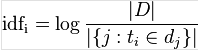 idf_i = log |D| / |{j : t_i ∈ d_j}|